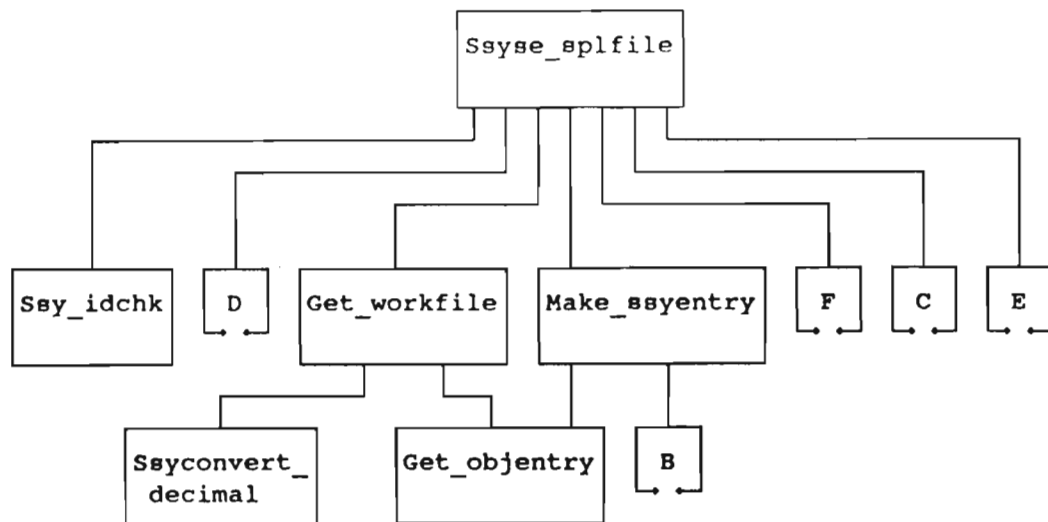 Ssyse_splfile
Ssy_idchk
D
Get_workfile
Make_ssyentry
F
C
E
Ssyconvert_
decimal
Get_objentry
B